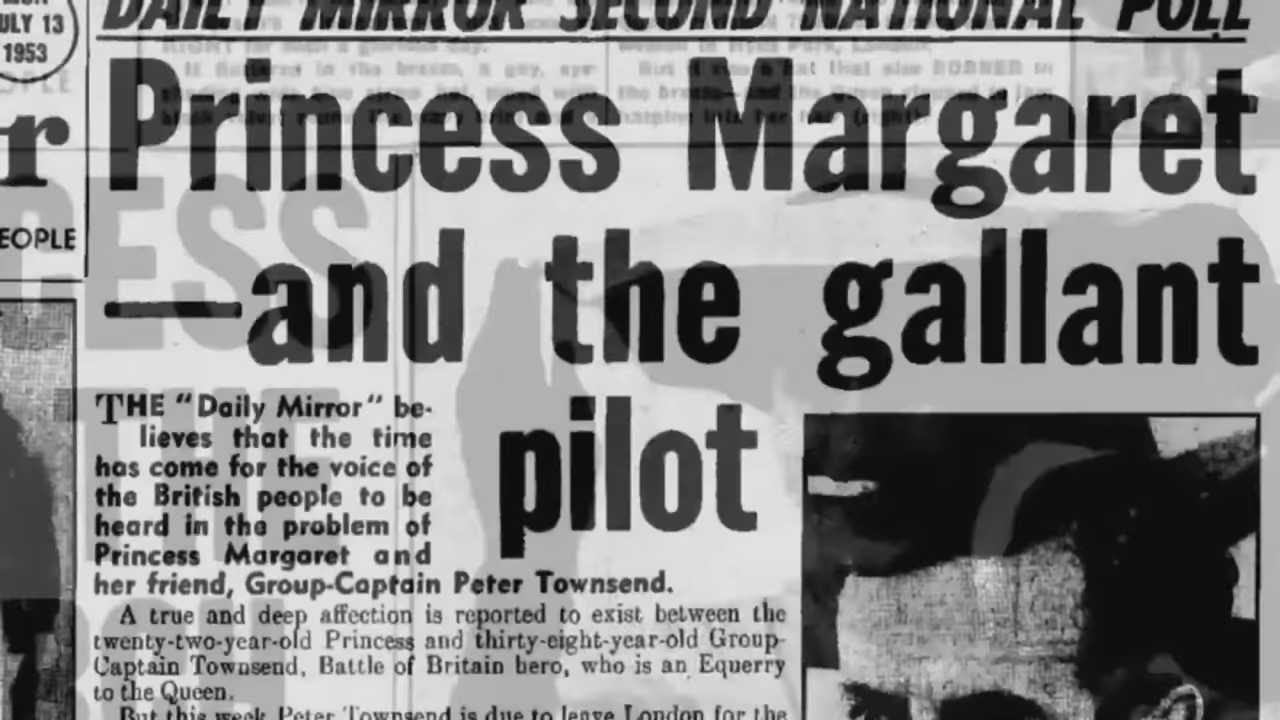 ULY 13
1953
DAILY MIRROR SECOND NATIONAL POLL
r
EOPLE
Princess Margaret
—and the gallant
pilot
THE "Daily Mirror" be-
lieves that the time
has come for the voice of
the British people to be
heard in the problem of
Princess Margaret and
her friend, Group-Captain Peter Townsend.
A true and deep affection is reported to exist between the
twenty-two-year-old Princess and thirty-eight-year-old Group-
Captain Townsend, Battle of Britain hero, who is an Equerry
to the Queen.
But this week Peter Townsend is due to leave London for the
CESS
THE